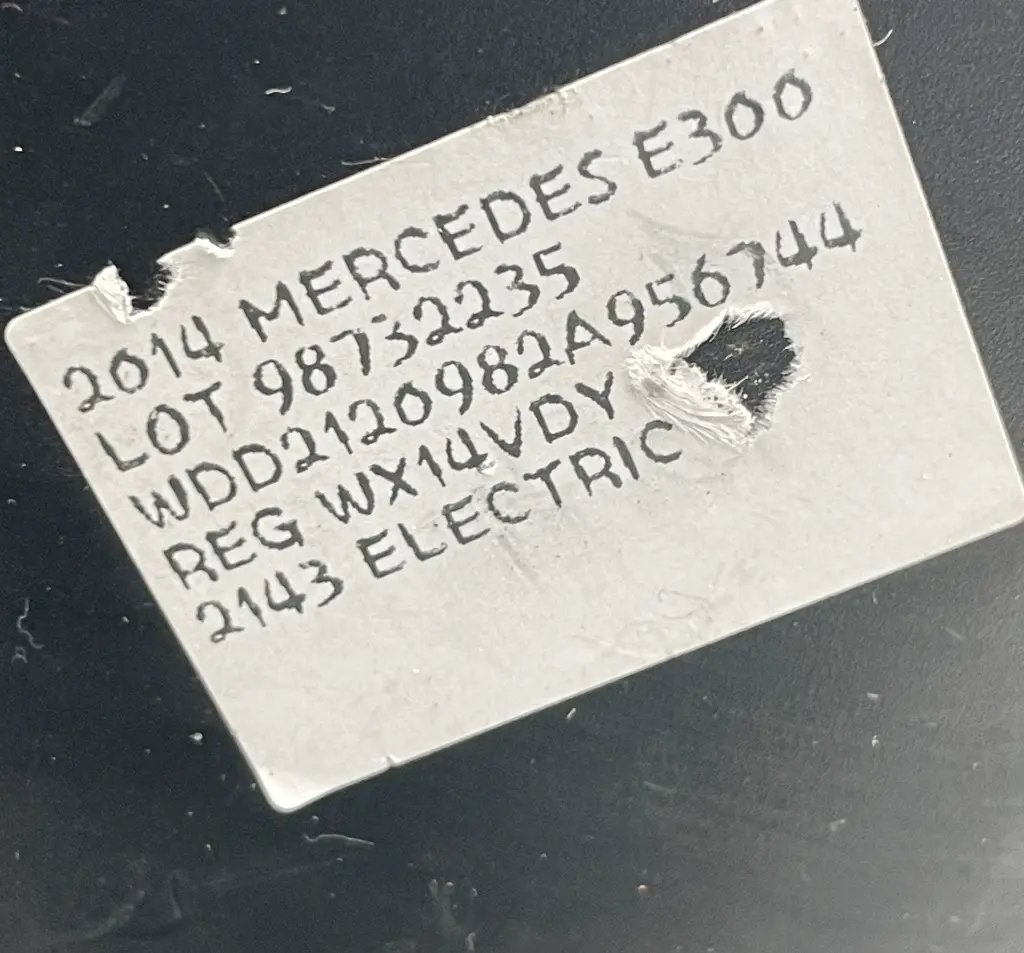 2014 MERCEDES E300
LOT 98732235
WDD2120982A956744
REG WX14VDY
2143 ELECTRIC